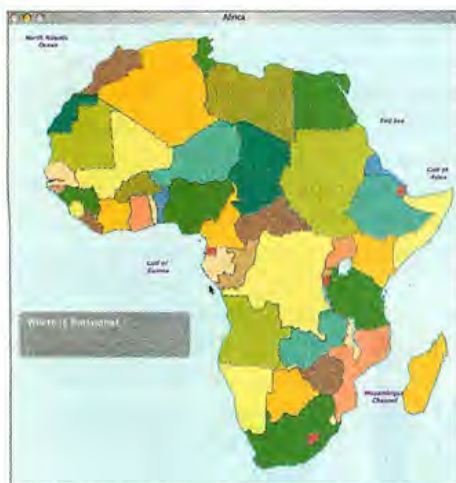 Africa
North Atlantic
Ocean
Red Sea
Gulf of
Aden
Gulf of
Guinea
Where is Botswana?
Mozambique
Channel